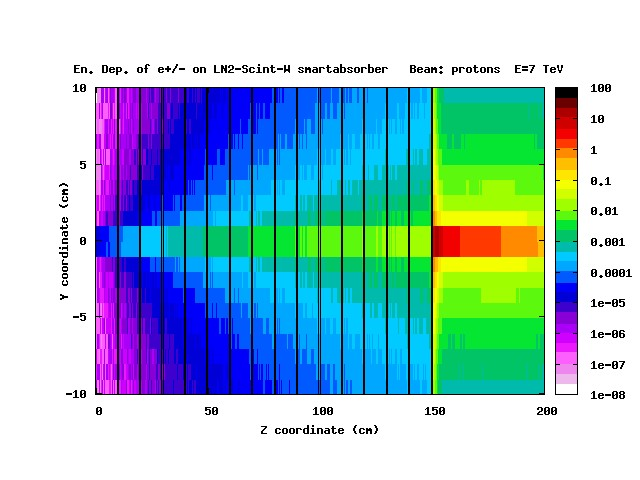 En. Dep. of e+/- on LN2-Scint-W smartabsorber   Beam: protons  E=7 TeV
10
5
0
-5
-10
Y coordinate (cm)
0
50
100
150
200
Z coordinate (cm)
100
10
1
0,1
0,01
0,001
0,0001
1e-05
1e-06
1e-07
1e-08